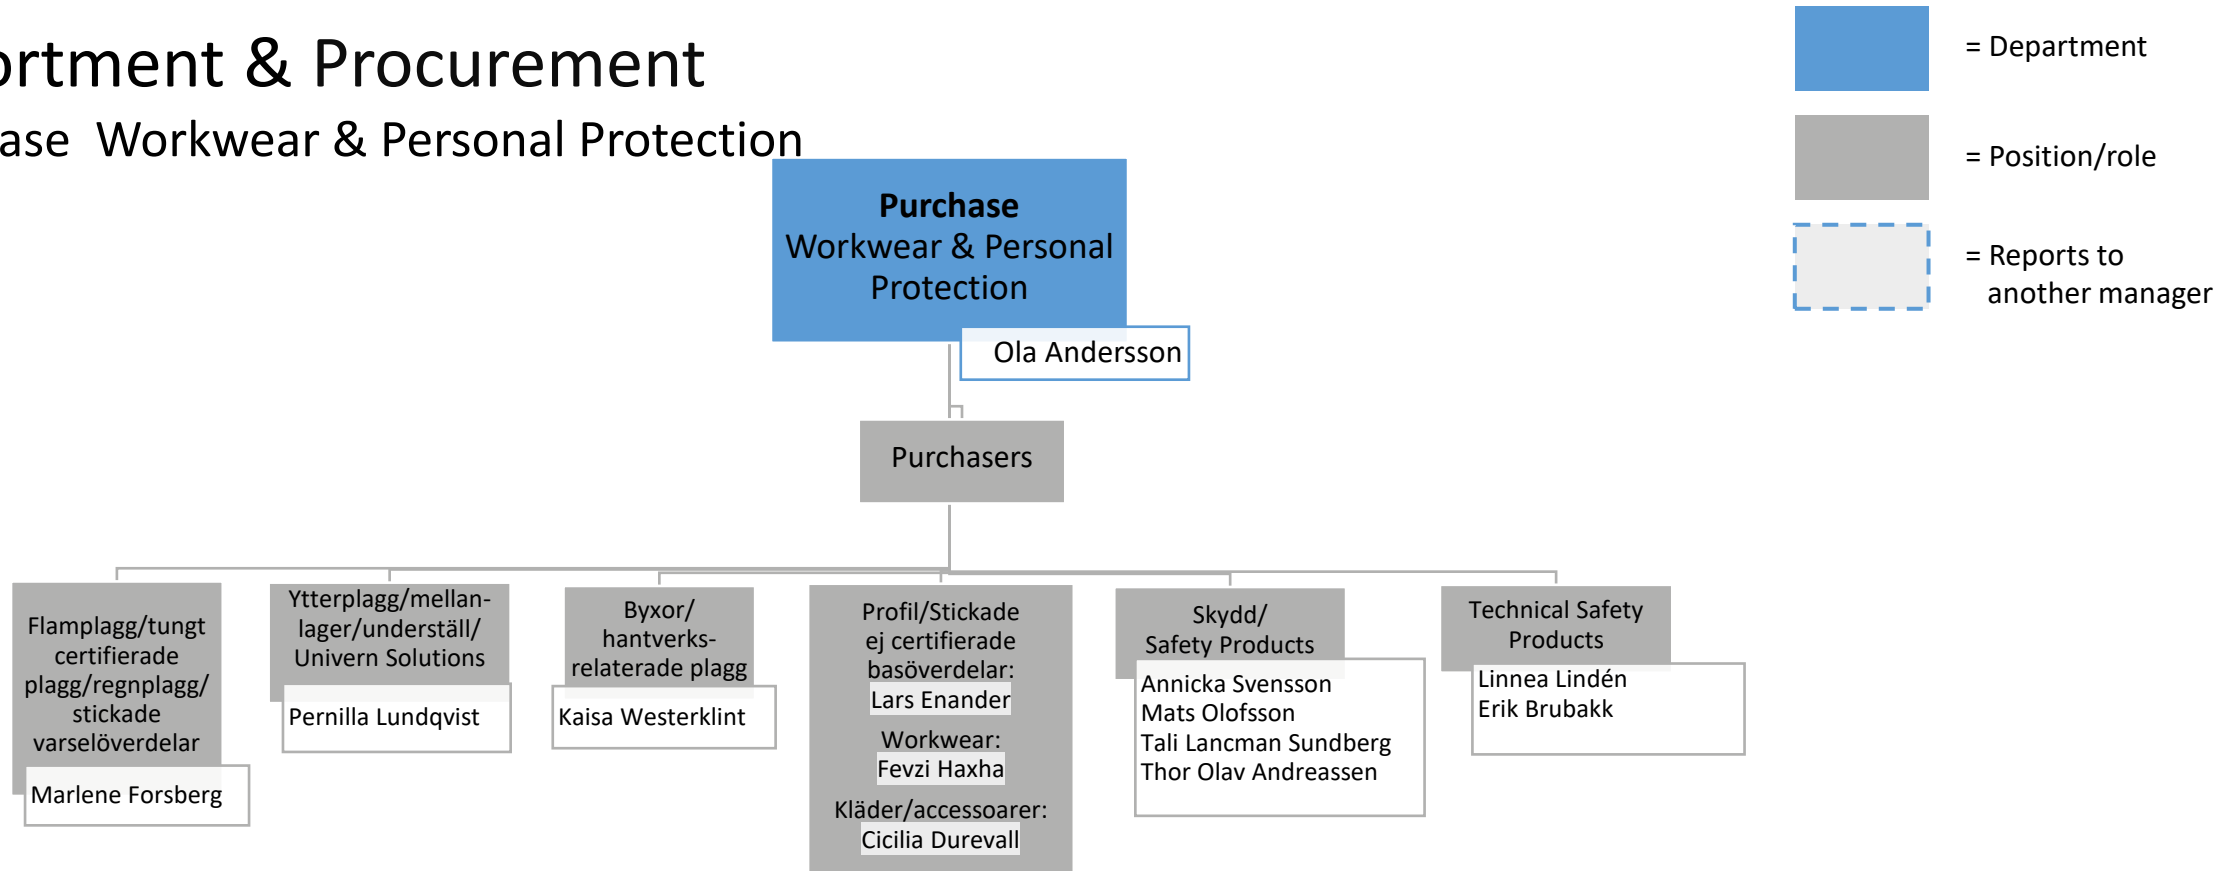 ortment & Procurement
ase Workwear & Personal Protection
= Department
= Position/role
= Reports to
another manager
Purchase
Workwear & Personal
Protection
Ola Andersson
Purchasers
Flamplagg/tungt
certifierade
plagg/regnplagg/
stickade
varselöverdelar
Marlene Forsberg
Ytterplagg/mellan-
lager/underställ/
Univern Solutions
Pernilla Lundqvist
Byxor/
hantverks-
relaterade plagg
Kaisa Westerklint
Profil/Stickade
ej certifierade
basöverdelar:
Lars Enander
Workwear:
Fevzi Haxha
Kläder/accessoarer:
Cicilia Durevall
Skydd/
Safety Products
Annicka Svensson
Mats Olofsson
Tali Lancman Sundberg
Thor Olav Andreassen
Technical Safety
Products
Linnea Lindén
Erik Brubakk